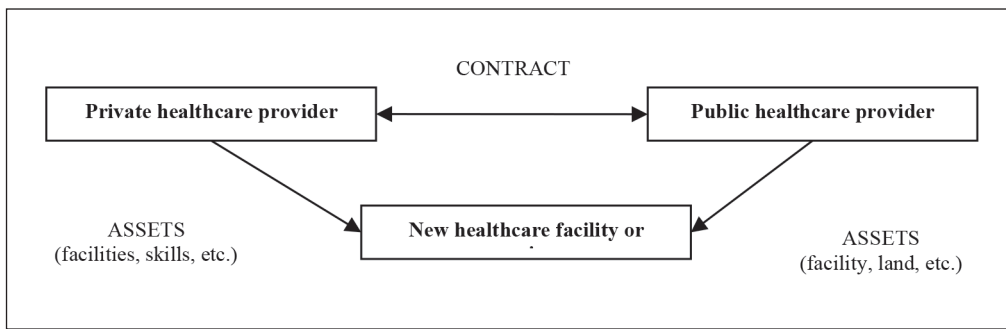 CONTRACT
Private healthcare provider
Public healthcare provider
New healthcare facility or
ASSETS
(facilities, skills, etc.)
ASSETS
(facility, land, etc.)